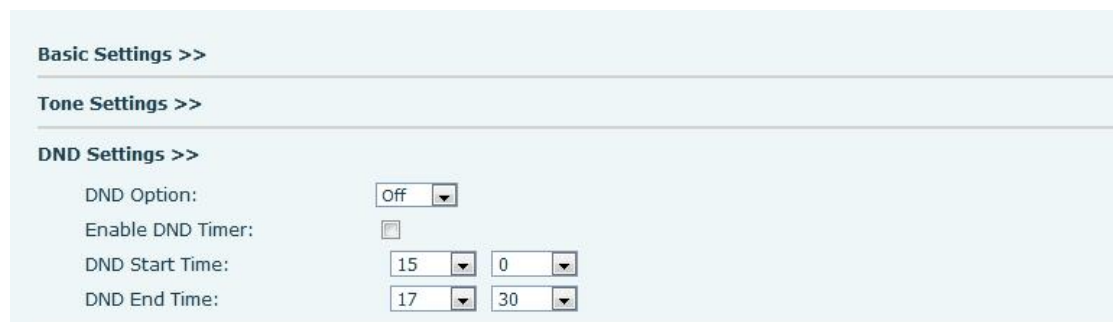 Basic Settings >>
Tone Settings >>
DND Settings >>
DND Option: Off
Enable DND Timer:
DND Start Time: 15 0
DND End Time: 17 30